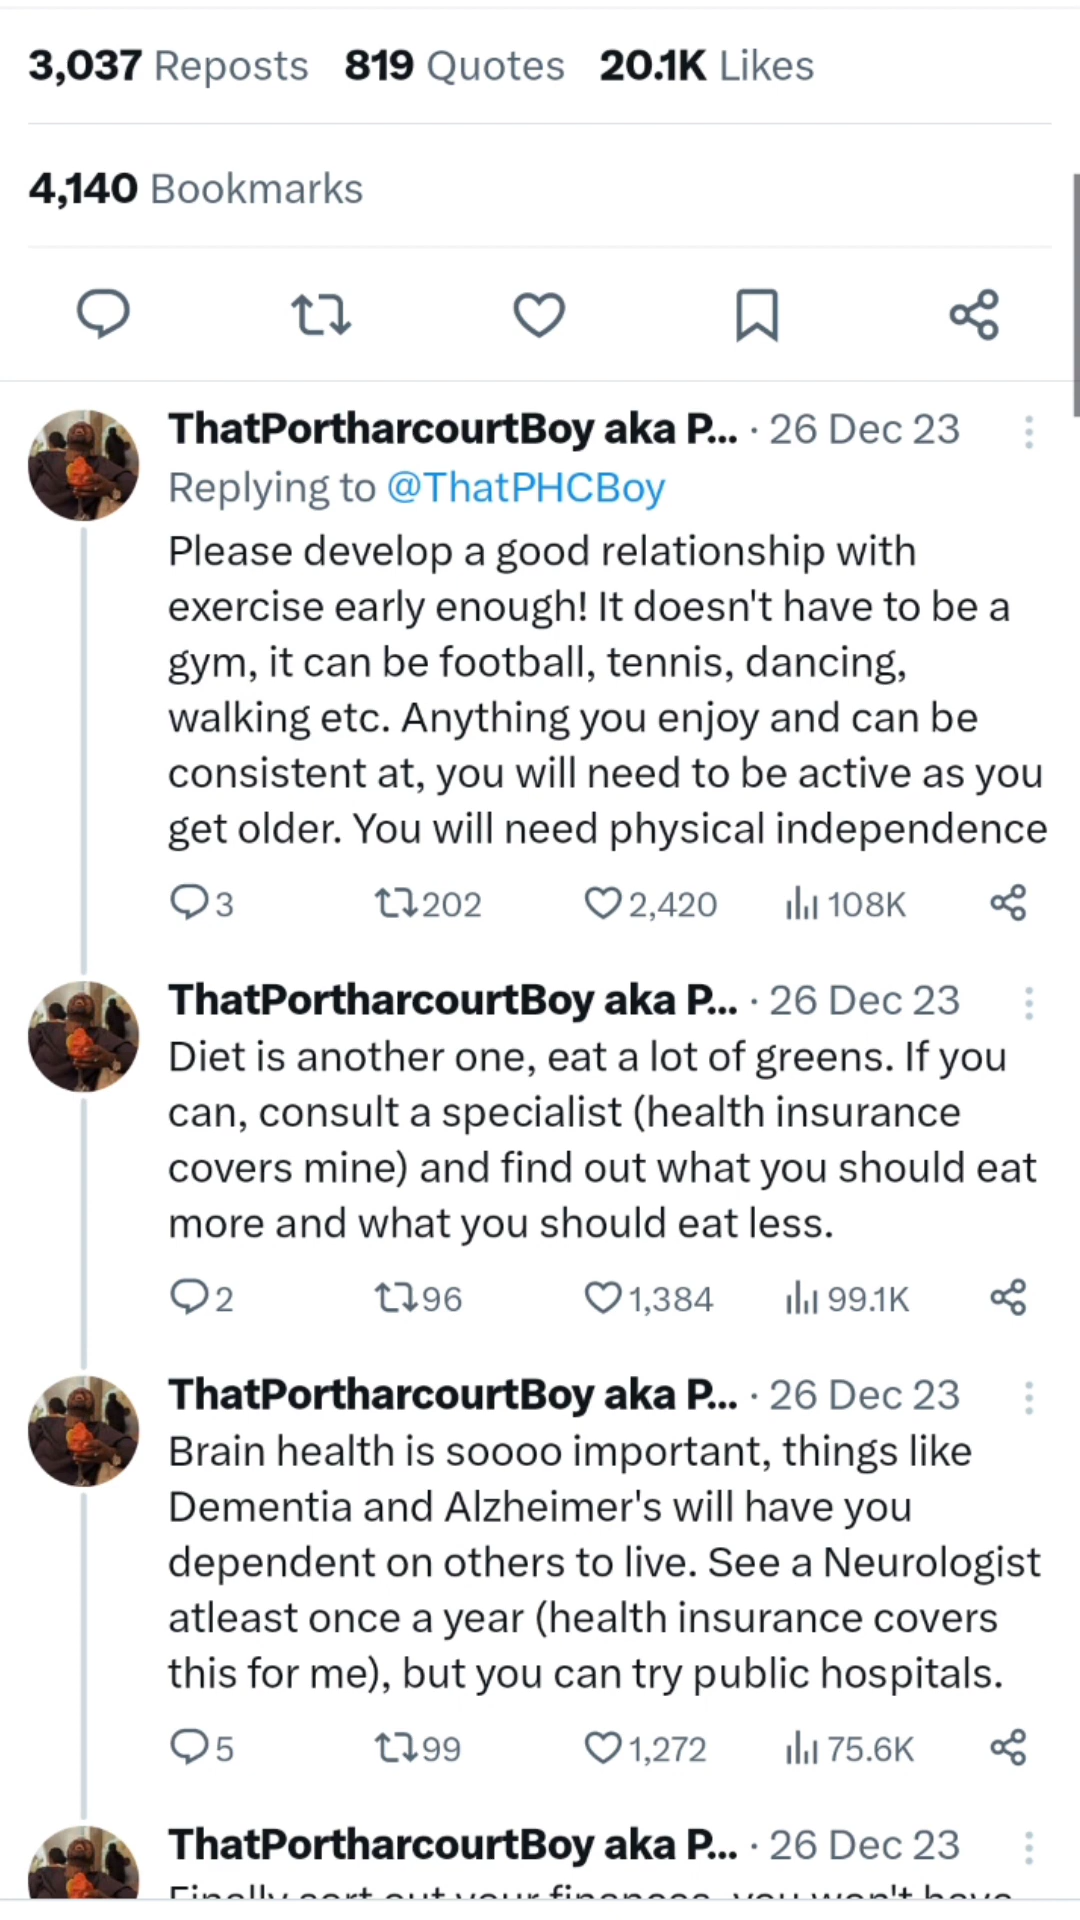 3,037 Reposts 819 Quotes 20.1K Likes
4,140 Bookmarks
ThatPortharcourtBoy aka P... · 26 Dec 23
Replying to @ThatPHCBoy
Please develop a good relationship with
exercise early enough! It doesn't have to be a
gym, it can be football, tennis, dancing,
walking etc. Anything you enjoy and can be
consistent at, you will need to be active as you
get older. You will need physical independence
3 202 2,420 108K
ThatPortharcourtBoy aka P... · 26 Dec 23
Diet is another one, eat a lot of greens. If you
can, consult a specialist (health insurance
covers mine) and find out what you should eat
more and what you should eat less.
2 96 1,384 99.1K
ThatPortharcourtBoy aka P... · 26 Dec 23
Brain health is soooo important, things like
Dementia and Alzheimer's will have you
dependent on others to live. See a Neurologist
atleast once a year (health insurance covers
this for me), but you can try public hospitals.
5 99 1,272 75.6K
ThatPortharcourtBoy aka P... · 26 Dec 23
Finally sort out your finances, you won't have